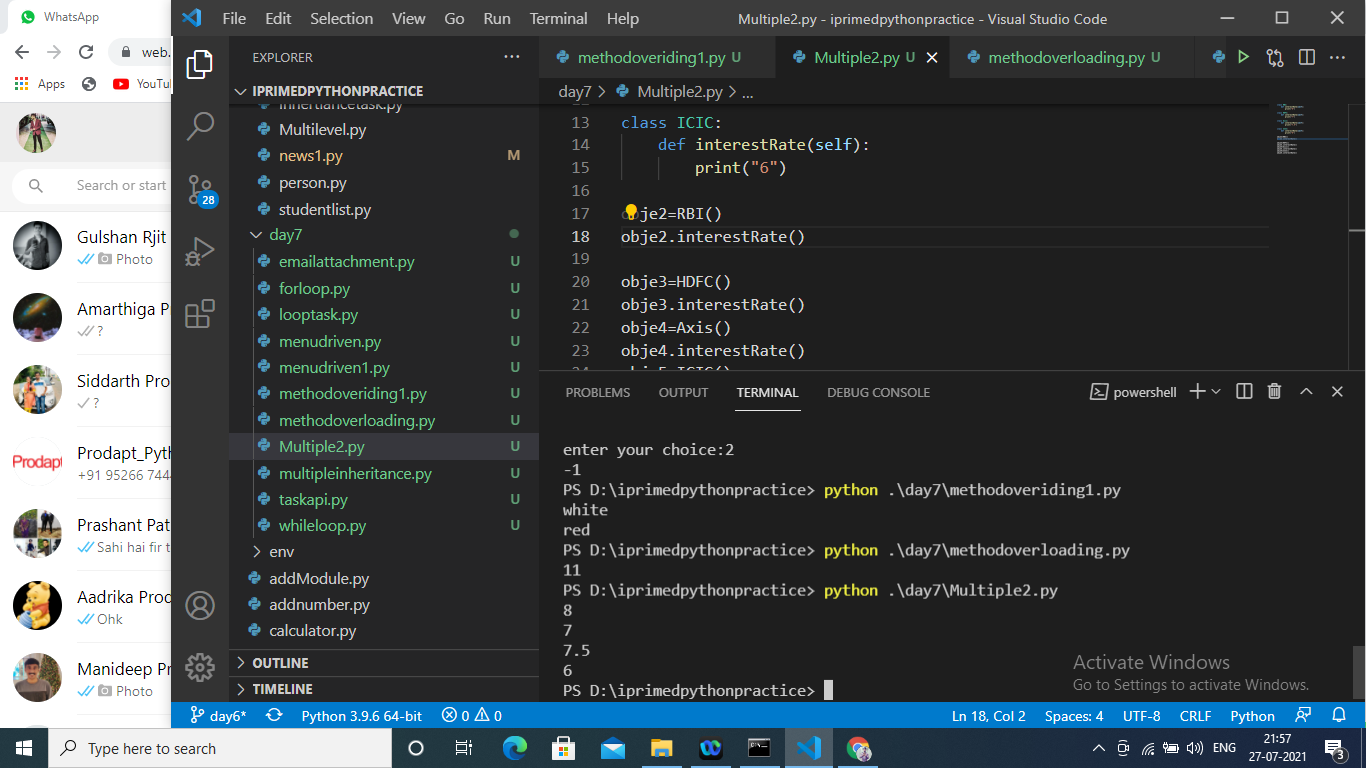 WhatsApp
web.
Apps
YouTu
Search or start
Gulshan Rjit
Photo
Amarthiga P
?
Siddarth Pro
?
Prodapt
Prodapt_Pyth
+91 95266 744
Prashant Pat
Sahi hai fir t
Aadrika Proc
Ohk
Manideep Pr
Photo
File Edit Selection View Go Run Terminal Help
Multiple2.py - iprimedpythonpractice - Visual Studio Code
EXPLORER
IPRIMEDPYTHONPRACTICE
inheritancetask.py
Multilevel.py
news1.py M
person.py
studentlist.py
day7
emailattachment.py U
forloop.py U
looptask.py U
menudriven.py U
menudriven1.py U
methodoveriding1.py U
methodoverloading.py U
Multiple2.py U
multipleinheritance.py U
taskapi.py U
whileloop.py U
env
addModule.py
addnumber.py
calculator.py
OUTLINE
TIMELINE
28
methodoveriding1.py U Multiple2.py U methodoverloading.py U
day7 > Multiple2.py > ...
13 class ICIC:
14 def interestRate(self):
15 print("6")
16
17 je2=RBI()
18 obje2.interestRate()
19
20 obje3=HDFC()
21 obje3.interestRate()
22 obje4=Axis()
23 obje4.interestRate()
24 obje5=ICIC()
PROBLEMS OUTPUT TERMINAL DEBUG CONSOLE powershell
enter your choice:2
-1
PS D:\iprimedpythonpractice> python .\day7\methodoveriding1.py
white
red
PS D:\iprimedpythonpractice> python .\day7\methodoverloading.py
11
PS D:\iprimedpythonpractice> python .\day7\Multiple2.py
8
7
7.5
6
PS D:\iprimedpythonpractice>
Activate Windows
Go to Settings to activate Windows.
day6* Python 3.9.6 64-bit 0 0 Ln 18, Col 2 Spaces: 4 UTF-8 CRLF Python
Type here to search
ENG
21:57
27-07-2021
3